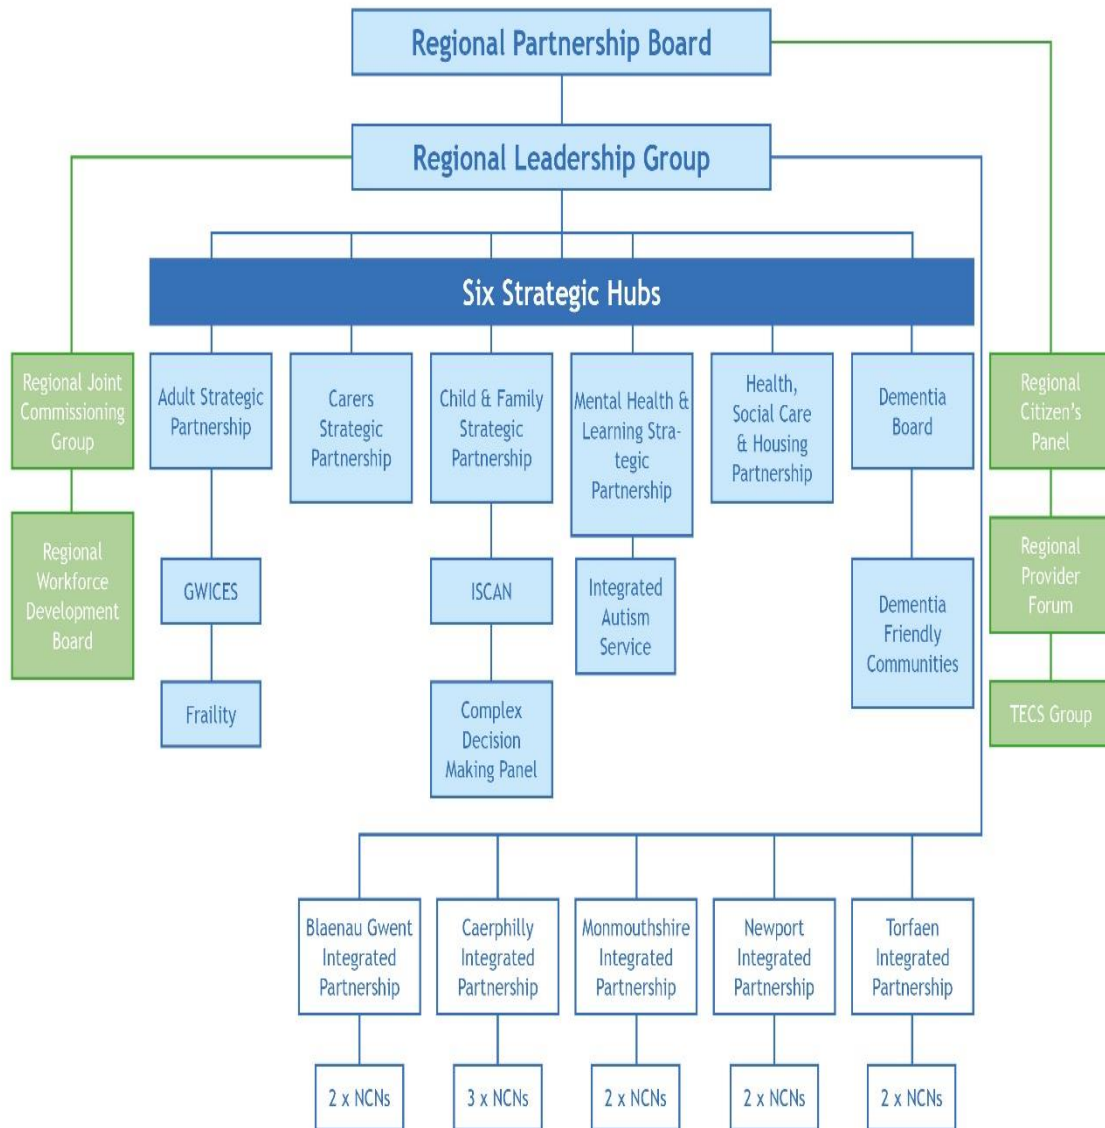 Regional Partnership Board
Regional Leadership Group
Six Strategic Hubs
Regional Joint
Commissioning
Group
Regional
Workforce
Development
Board
Adult Strategic
Partnership
GWICES
Fraility
Carers
Strategic
Partnership
Child & Family
Strategic
Partnership
ISCAN
Complex
Decision
Making Panel
Mental Health &
Learning Stra-
tegic
Partnership
Integrated
Autism
Service
Health,
Social Care
& Housing
Partnership
Dementia
Board
Dementia
Friendly
Communities
Regional
Citizen's
Panel
Regional
Provider
Forum
TECS Group
Blaenau Gwent
Integrated
Partnership
2 x NCNs
Caerphilly
Integrated
Partnership
3 x NCNs
Monmouthshire
Integrated
Partnership
2 x NCNs
Newport
Integrated
Partnership
2 x NCNs
Torfaen
Integrated
Partnership
2 x NCNs